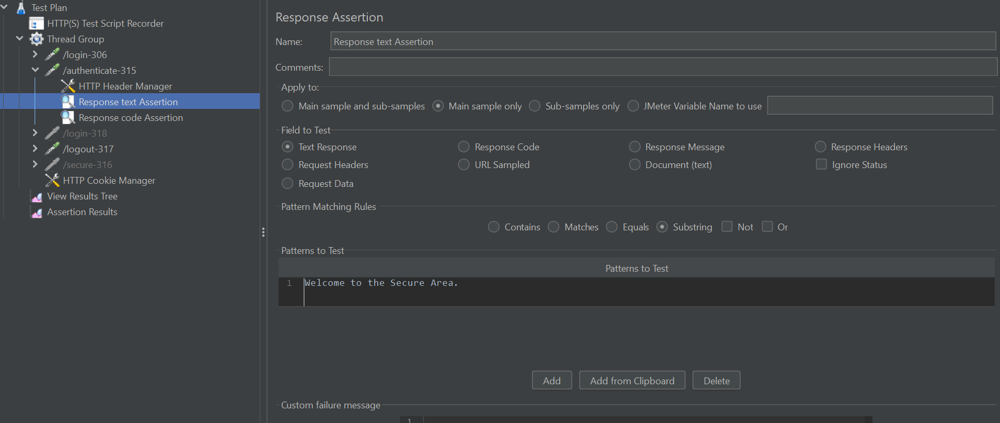 Test Plan
HTTP(S) Test Script Recorder
Thread Group
/login-306
/authenticate-315
HTTP Header Manager
Response text Assertion
Response code Assertion
/login-318
/logout-317
/secure-316
HTTP Cookie Manager
View Results Tree
Assertion Results
Response Assertion
Name: Response text Assertion
Comments:
Apply to:
Main sample and sub-samples Main sample only Sub-samples only JMeter Variable Name to use
Field to Test
Text Response Response Code Response Message Response Headers
Request Headers URL Sampled Document (text) Ignore Status
Request Data
Pattern Matching Rules
Contains Matches Equals Substring Not Or
Patterns to Test
Patterns to Test
1 Welcome to the Secure Area.
Add Add from Clipboard Delete
Custom failure message
1